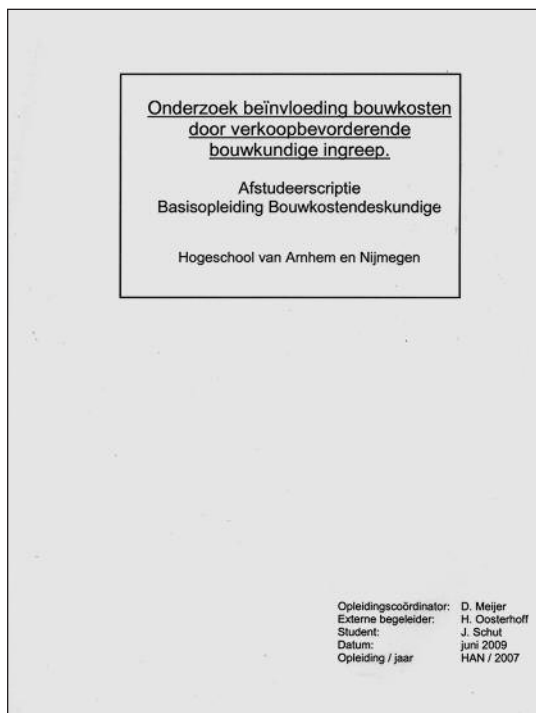 Onderzoek beïnvloeding bouwkosten
door verkoopbevorderende
bouwkundige ingreep.
Afstudeerscriptie
Basisopleiding Bouwkostendeskundige
Hogeschool van Arnhem en Nijmegen
Opleidingscoördinator: D. Meijer
Externe begeleider: H. Oosterhoff
Student: J. Schut
Datum: juni 2009
Opleiding / jaar HAN / 2007